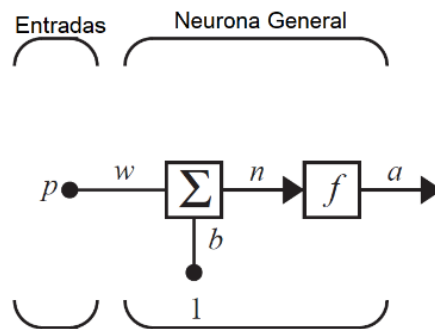 Entradas Neurona General
p w Σ n f a
b
1